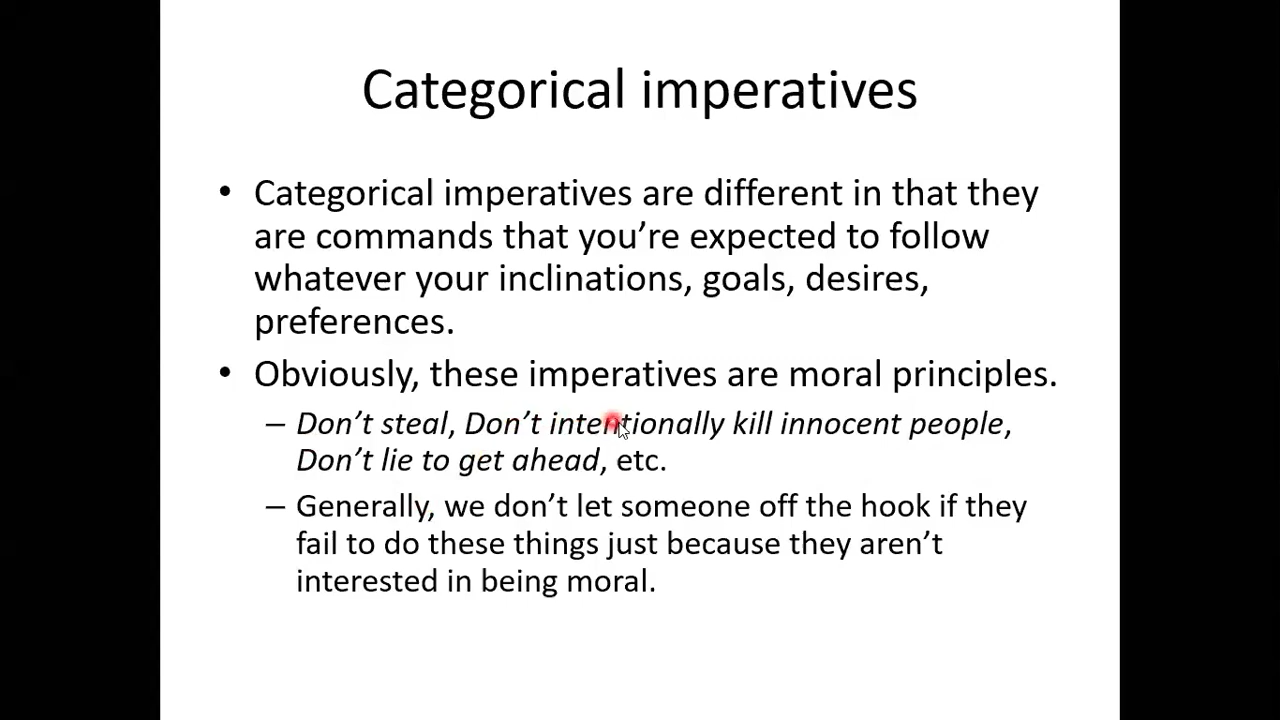 Categorical imperatives
• Categorical imperatives are different in that they
are commands that you’re expected to follow
whatever your inclinations, goals, desires,
preferences.
• Obviously, these imperatives are moral principles.
– Don’t steal, Don’t intentionally kill innocent people,
Don’t lie to get ahead, etc.
– Generally, we don’t let someone off the hook if they
fail to do these things just because they aren’t
interested in being moral.